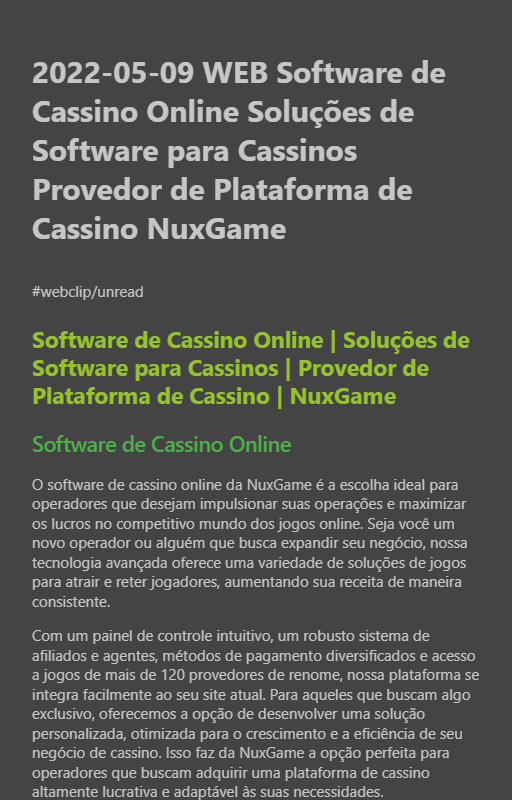 2022-05-09 WEB Software de
Cassino Online Soluções de
Software para Cassinos
Provedor de Plataforma de
Cassino NuxGame
#webclip/unread
Software de Cassino Online | Soluções de
Software para Cassinos | Provedor de
Plataforma de Cassino | NuxGame
Software de Cassino Online
O software de cassino online da NuxGame é a escolha ideal para
operadores que desejam impulsionar suas operações e maximizar
os lucros no competitivo mundo dos jogos online. Seja você um
novo operador ou alguém que busca expandir seu negócio, nossa
tecnologia avançada oferece uma variedade de soluções de jogos
para atrair e reter jogadores, aumentando sua receita de maneira
consistente.
Com um painel de controle intuitivo, um robusto sistema de
afiliados e agentes, métodos de pagamento diversificados e acesso
a jogos de mais de 120 provedores de renome, nossa plataforma se
integra facilmente ao seu site atual. Para aqueles que buscam algo
exclusivo, oferecemos a opção de desenvolver uma solução
personalizada, otimizada para o crescimento e a eficiência de seu
negócio de cassino. Isso faz da NuxGame a opção perfeita para
operadores que buscam adquirir uma plataforma de cassino
altamente lucrativa e adaptável às suas necessidades.